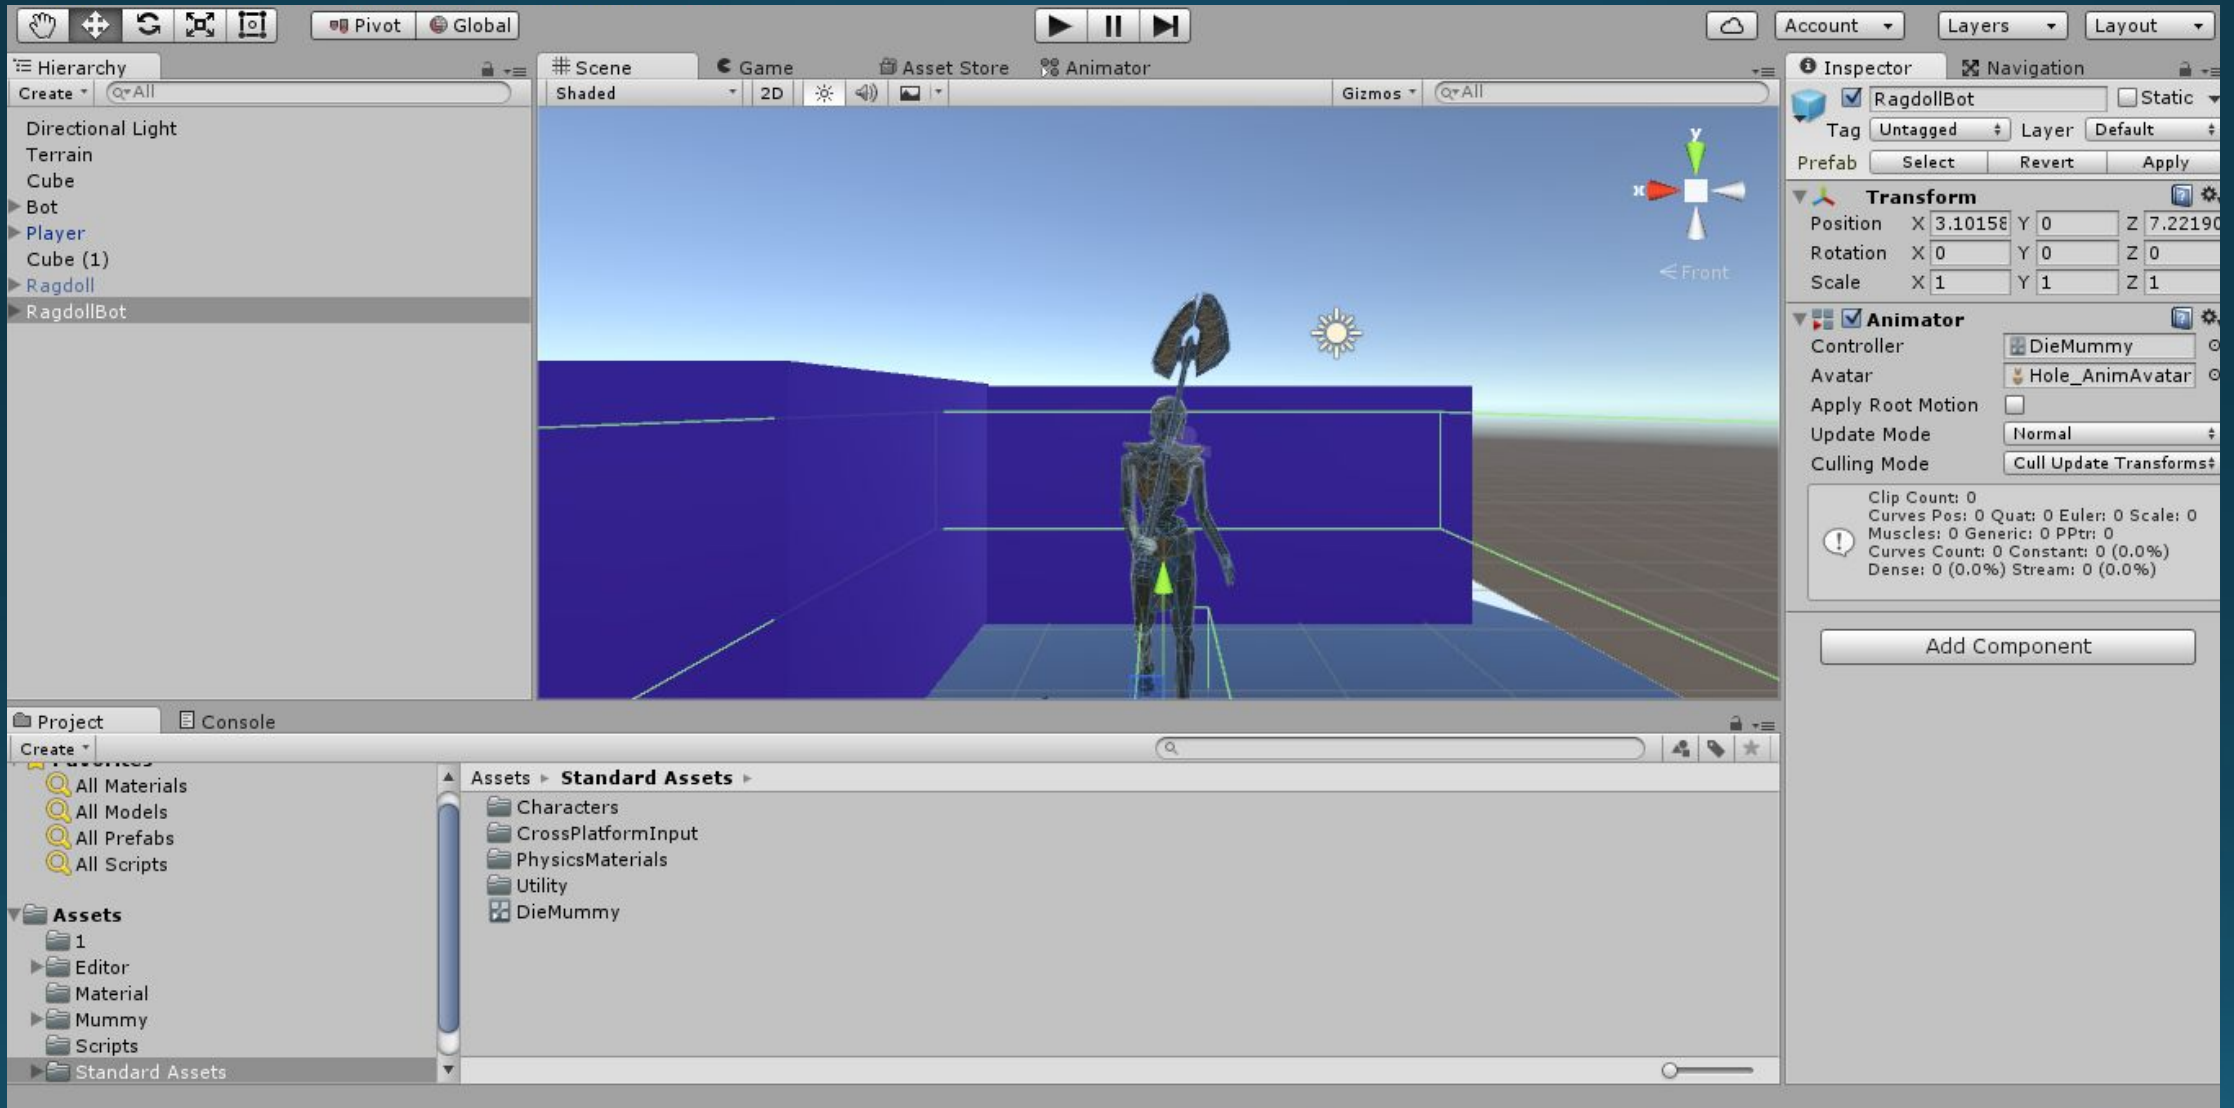 Pivot Global Account Layers Layout
Hierarchy
Create All
Directional Light
Terrain
Cube
Bot
Player
Cube (1)
Ragdoll
RagdollBot
Scene Game Asset Store Animator
Shaded 2D Gizmos All
y
x
Front
Inspector Navigation
RagdollBot Static
Tag Untagged Layer Default
Prefab Select Revert Apply
Transform
Position X 3.10158 Y 0 Z 7.22190
Rotation X 0 Y 0 Z 0
Scale X 1 Y 1 Z 1
Animator
Controller DieMummy
Avatar Hole_AnimAvatar
Apply Root Motion
Update Mode Normal
Culling Mode Cull Update Transforms
Clip Count: 0
Curves Pos: 0 Quat: 0 Euler: 0 Scale: 0
Muscles: 0 Generic: 0 PPtr: 0
Curves Count: 0 Constant: 0 (0.0%)
Dense: 0 (0.0%) Stream: 0 (0.0%)
Add Component
Project Console
Create
Favorites
All Materials
All Models
All Prefabs
All Scripts
Assets
1
Editor
Material
Mummy
Scripts
Standard Assets
Assets Standard Assets
Characters
CrossPlatformInput
PhysicsMaterials
Utility
DieMummy